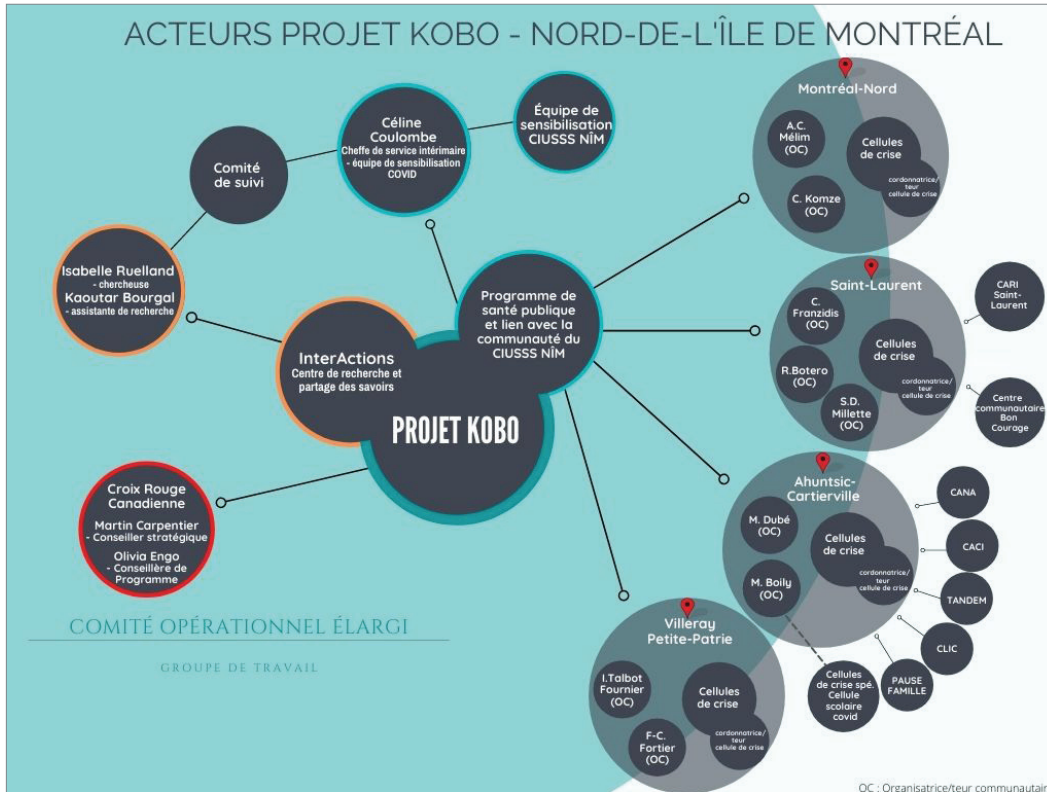 ACTEURS PROJET KOBO - NORD-DE-L'ÎLE DE MONTRÉAL
Équipe de
sensibilisation
CIUSSS NÎM
Céline
Coulombe
Cheffe de service intérimaire
- équipe de sensibilisation
COVID
Comité
de suivi
Isabelle Ruelland
- chercheuse
Kaoutar Bourgal
- assistante de recherche
InterActions
Centre de recherche et
partage des savoirs
Programme de
santé publique
et lien avec la
communauté du
CIUSSS NÎM
PROJET KOBO
Croix Rouge
Canadienne
Martin Carpentier
- Conseiller stratégique
Olivia Engo
- Conseillère de
Programme
COMITÉ OPÉRATIONNEL ÉLARGI
GROUPE DE TRAVAIL
Montréal-Nord
A.C.
Mélim
(OC)
C. Komze
(OC)
Cellules
de crise
cordonnatrice/
teur
cellule de crise
Saint-Laurent
C.
Franzidis
(OC)
R.Botero
(OC)
S.D.
Millette
(OC)
Cellules
de crise
cordonnatrice/
teur
cellule de crise
CARI
Saint-
Laurent
Centre
communautaire
Bon
Courage
Ahuntsic-
Cartierville
M. Dubé
(OC)
M. Boily
(OC)
Cellules
de crise
cordonnatrice/
teur
cellule de crise
CANA
CACI
TANDEM
CLIC
PAUSE
FAMILLE
Cellules
de crise spé.
Cellule
scolaire
covid
Villeray
Petite-Patrie
I.Talbot
Fournier
(OC)
F-C.
Fortier
(OC)
Cellules
de crise
cordonnatrice/
teur
cellule de crise
OC : Organisatrice/teur communautair